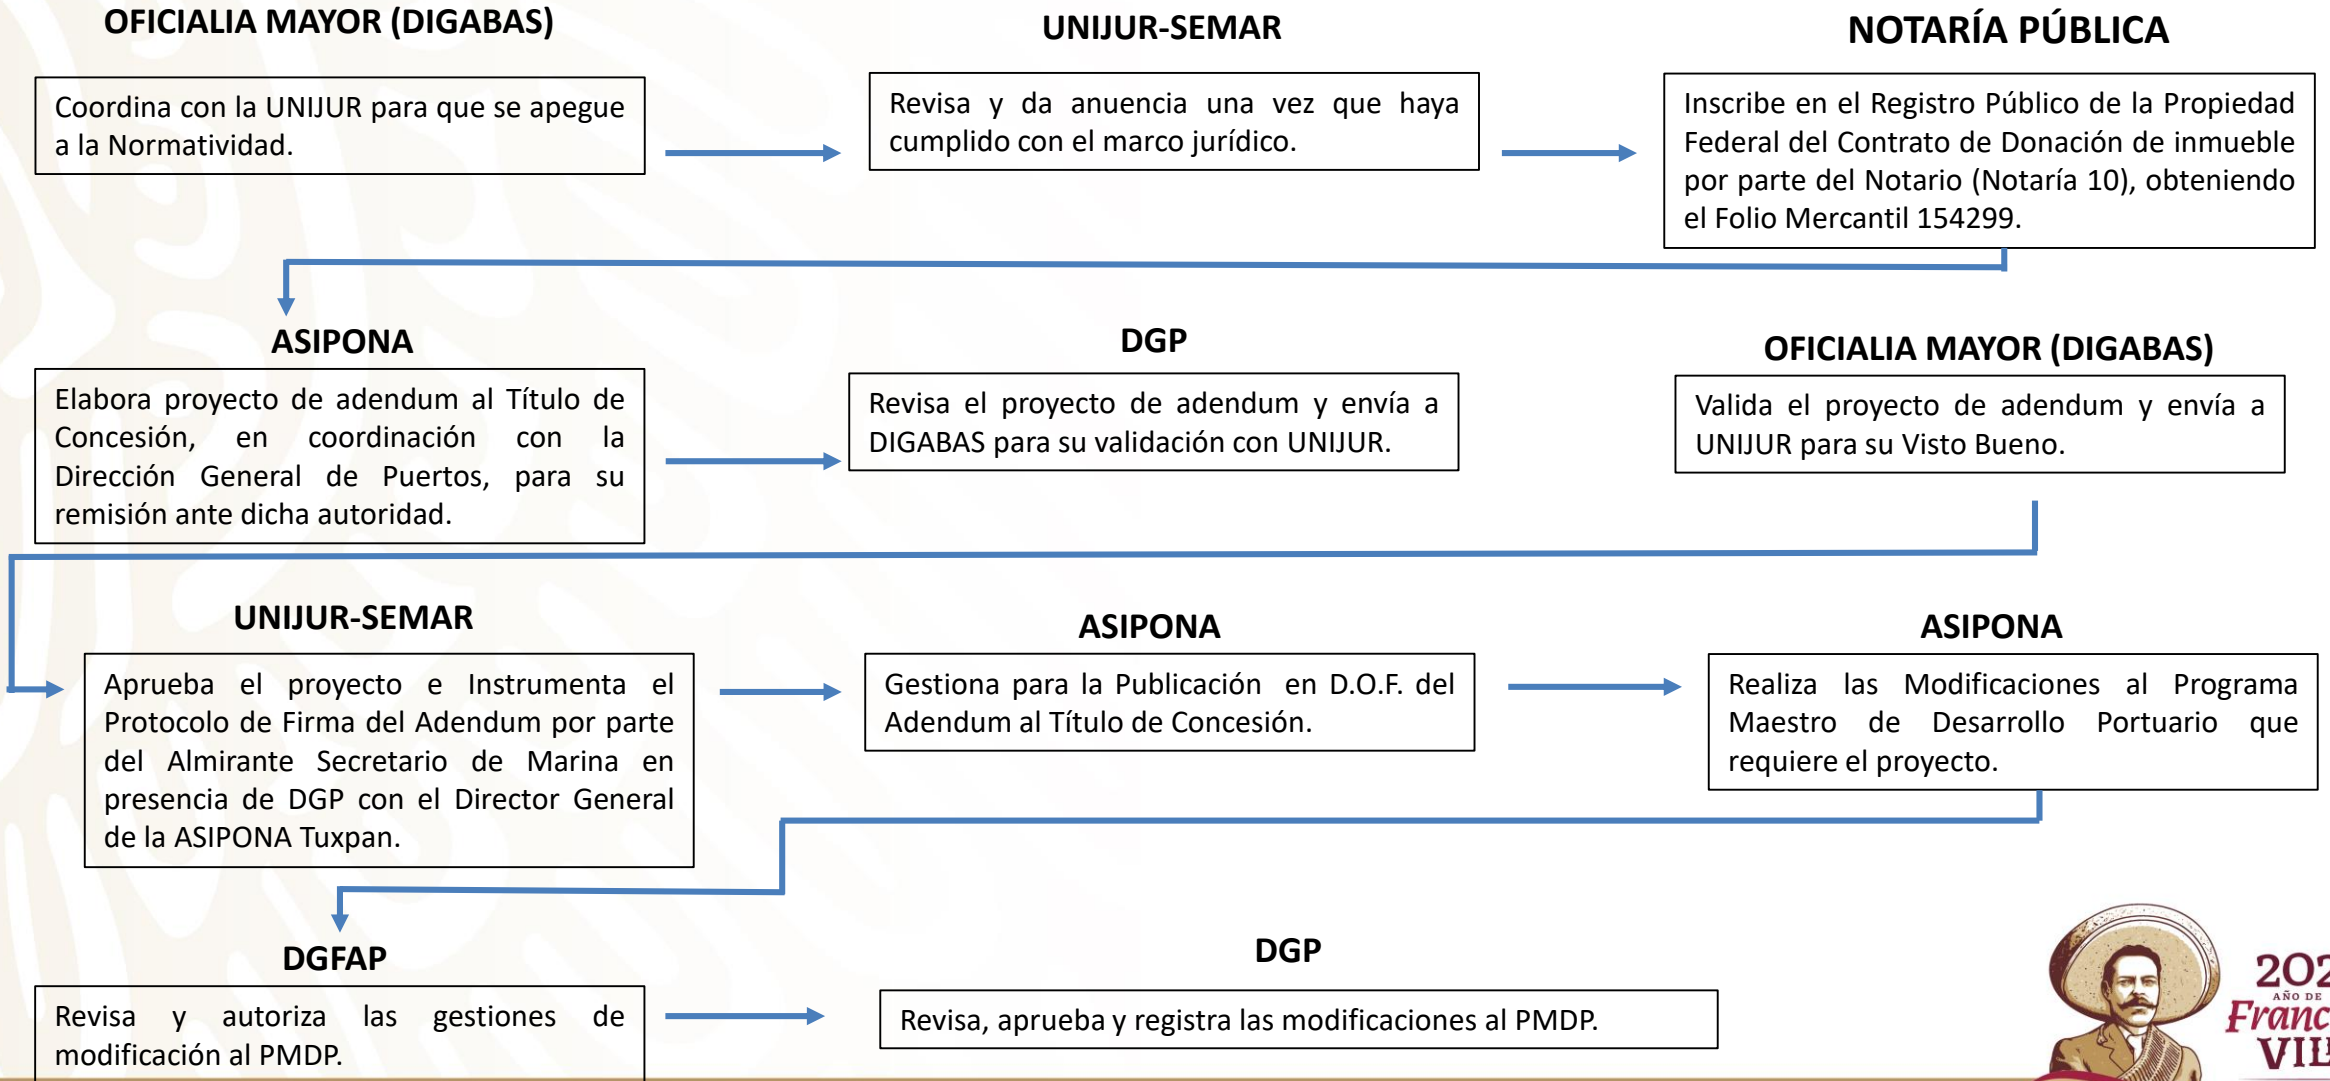 OFICIALIA MAYOR (DIGABAS)
Coordina con la UNIJUR para que se apegue
a la Normatividad.
UNIJUR-SEMAR
Revisa y da anuencia una vez que haya
cumplido con el marco jurídico.
NOTARÍA PÚBLICA
Inscribe en el Registro Público de la Propiedad
Federal del Contrato de Donación de inmueble
por parte del Notario (Notaría 10), obteniendo
el Folio Mercantil 154299.
ASIPONA
Elabora proyecto de adendum al Título de
Concesión, en coordinación con la
Dirección General de Puertos, para su
remisión ante dicha autoridad.
DGP
Revisa el proyecto de adendum y envía a
DIGABAS para su validación con UNIJUR.
OFICIALIA MAYOR (DIGABAS)
Valida el proyecto de adendum y envía a
UNIJUR para su Visto Bueno.
UNIJUR-SEMAR
Aprueba el proyecto e Instrumenta el
Protocolo de Firma del Adendum por parte
del Almirante Secretario de Marina en
presencia de DGP con el Director General
de la ASIPONA Tuxpan.
ASIPONA
Gestiona para la Publicación en D.O.F. del
Adendum al Título de Concesión.
ASIPONA
Realiza las Modificaciones al Programa
Maestro de Desarrollo Portuario que
requiere el proyecto.
DGFAP
Revisa y autoriza las gestiones de
modificación al PMDP.
DGP
Revisa, aprueba y registra las modificaciones al PMDP.
AÑO DE